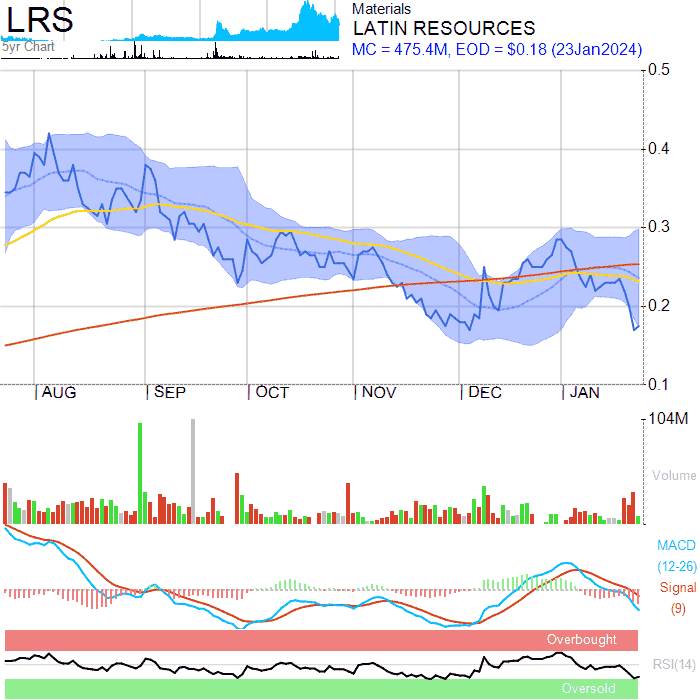 LRS
5yr Chart
Materials
LATIN RESOURCES
MC = 475.4M, EOD = $0.18 (23Jan2024)
0.5
0.4
0.3
0.2
0.1
AUG SEP OCT NOV DEC JAN
104M
Volume
MACD
(12-26)
Signal
(9)
Overbought
RSI(14)
Oversold